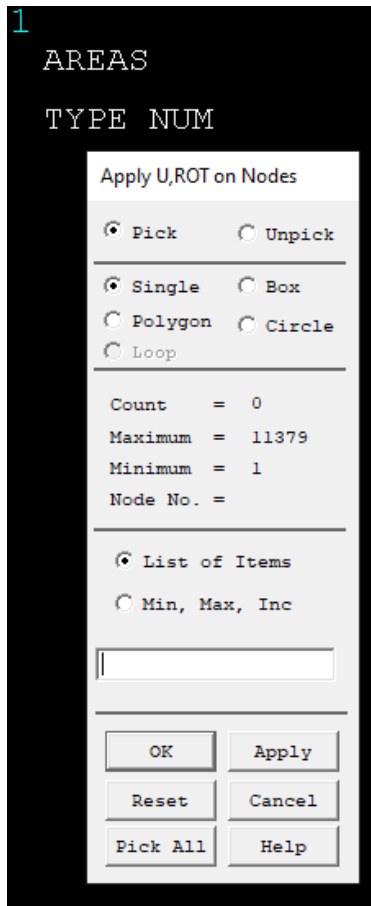 1
AREAS
TYPE NUM
Apply U,ROT on Nodes
Pick Unpick
Single Box
Polygon Circle
Loop
Count = 0
Maximum = 11379
Minimum = 1
Node No. =
List of Items
Min, Max, Inc
OK Apply
Reset Cancel
Pick All Help